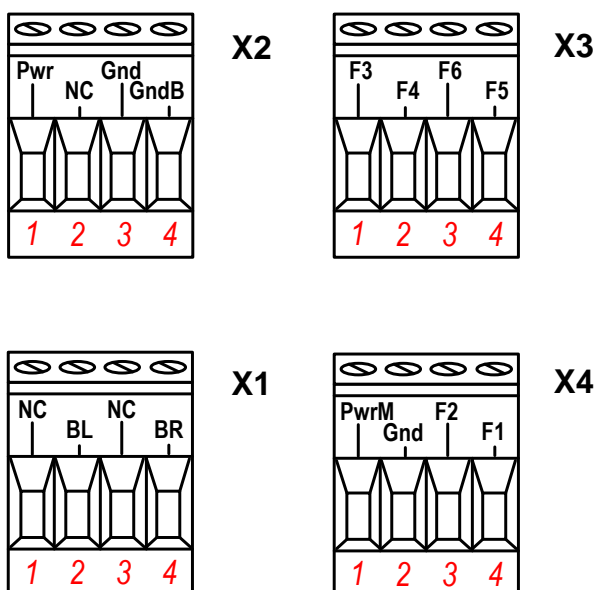 X2
Pwr Gnd
NC GndB
1 2 3 4
X3
F3 F6
F4 F5
1 2 3 4
X1
NC NC
BL BR
1 2 3 4
X4
PwrM F2
Gnd F1
1 2 3 4